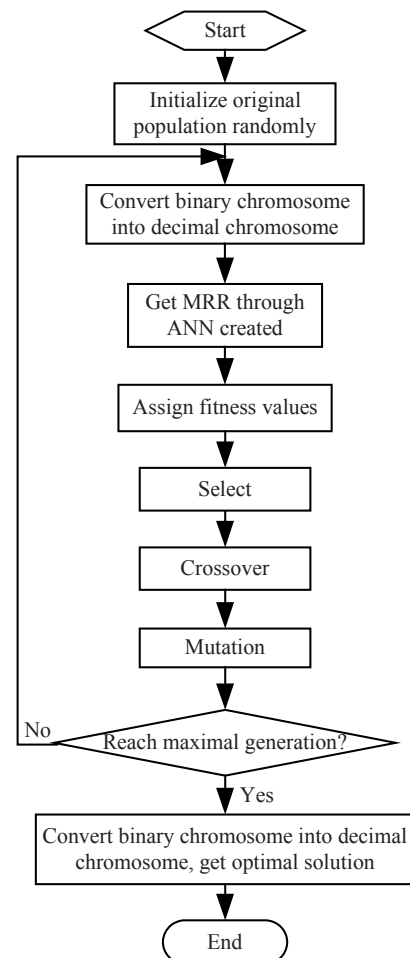 Start
Initialize original
population randomly
Convert binary chromosome
into decimal chromosome
Get MRR through
ANN created
Assign fitness values
Select
Crossover
Mutation
No
Reach maximal generation?
Yes
Convert binary chromosome into decimal
chromosome, get optimal solution
End